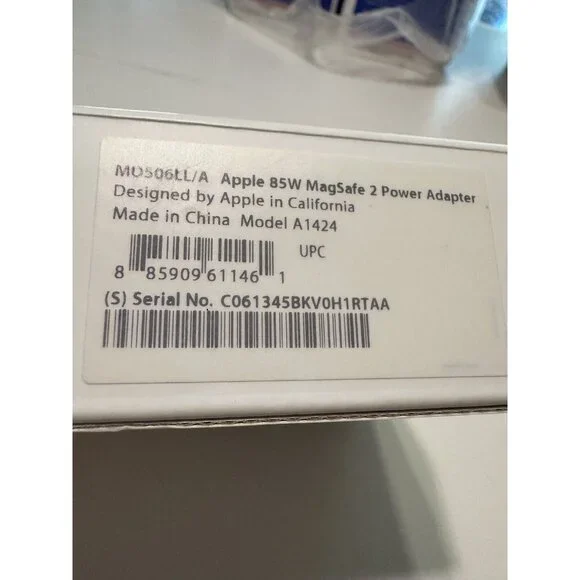 MD506LL/A Apple 85W MagSafe 2 Power Adapter
Designed by Apple in California
Made in China Model A1424
UPC
8 85909 61146 1
(S) Serial No. C061345BKV0H1RTAA